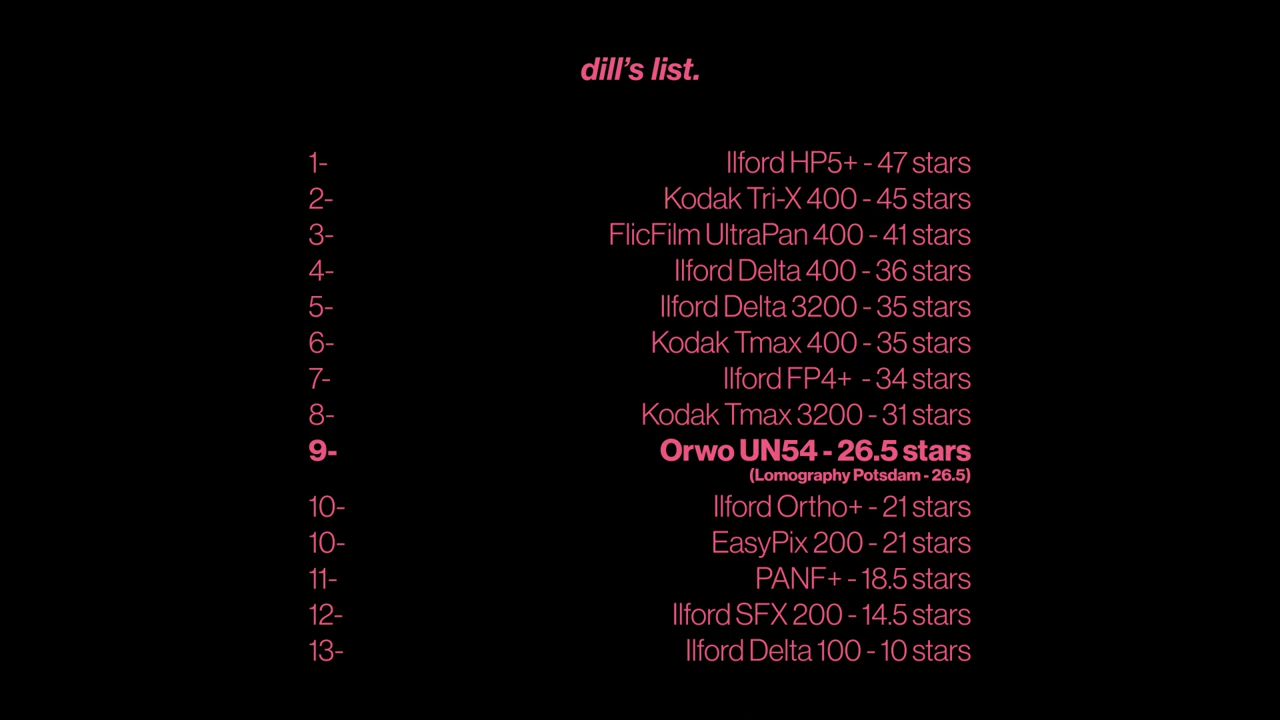 dill's list.
1- Ilford HP5+ - 47 stars
2- Kodak Tri-X 400 - 45 stars
3- FlicFilm UltraPan 400 - 41 stars
4- Ilford Delta 400 - 36 stars
5- Ilford Delta 3200 - 35 stars
6- Kodak Tmax 400 - 35 stars
7- Ilford FP4+ - 34 stars
8- Kodak Tmax 3200 - 31 stars
9- Orwo UN54 - 26.5 stars
(Lomography Potsdam - 26.5)
10- Ilford Ortho+ - 21 stars
10- EasyPix 200 - 21 stars
11- PANF+ - 18.5 stars
12- Ilford SFX 200 - 14.5 stars
13- Ilford Delta 100 - 10 stars